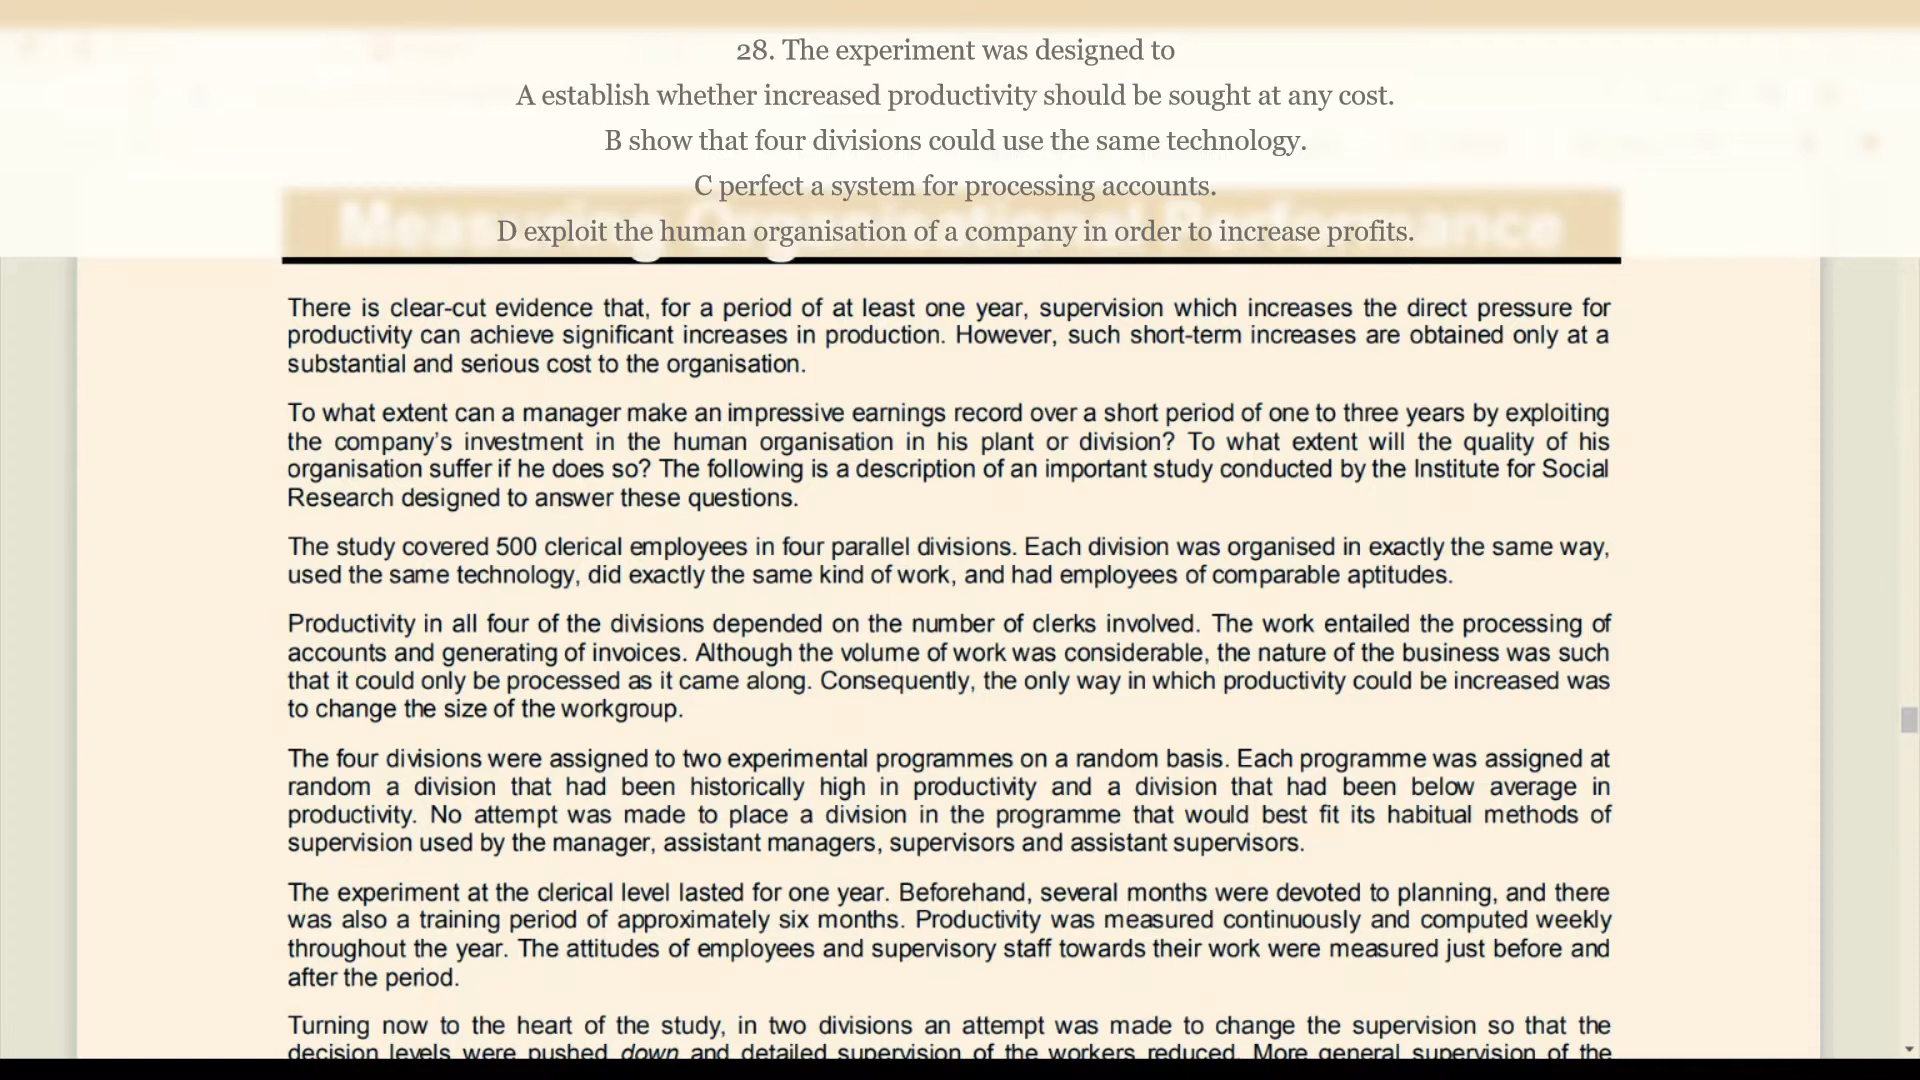 28. The experiment was designed to
A establish whether increased productivity should be sought at any cost.
B show that four divisions could use the same technology.
C perfect a system for processing accounts.
D exploit the human organisation of a company in order to increase profits.
Measuring Organisational Performance
There is clear-cut evidence that, for a period of at least one year, supervision which increases the direct pressure for
productivity can achieve significant increases in production. However, such short-term increases are obtained only at a
substantial and serious cost to the organisation.
To what extent can a manager make an impressive earnings record over a short period of one to three years by exploiting
the company's investment in the human organisation in his plant or division? To what extent will the quality of his
organisation suffer if he does so? The following is a description of an important study conducted by the Institute for Social
Research designed to answer these questions.
The study covered 500 clerical employees in four parallel divisions. Each division was organised in exactly the same way,
used the same technology, did exactly the same kind of work, and had employees of comparable aptitudes.
Productivity in all four of the divisions depended on the number of clerks involved. The work entailed the processing of
accounts and generating of invoices. Although the volume of work was considerable, the nature of the business was such
that it could only be processed as it came along. Consequently, the only way in which productivity could be increased was
to change the size of the workgroup.
The four divisions were assigned to two experimental programmes on a random basis. Each programme was assigned at
random a division that had been historically high in productivity and a division that had been below average in
productivity. No attempt was made to place a division in the programme that would best fit its habitual methods of
supervision used by the manager, assistant managers, supervisors and assistant supervisors.
The experiment at the clerical level lasted for one year. Beforehand, several months were devoted to planning, and there
was also a training period of approximately six months. Productivity was measured continuously and computed weekly
throughout the year. The attitudes of employees and supervisory staff towards their work were measured just before and
after the period.
Turning now to the heart of the study, in two divisions an attempt was made to change the supervision so that the
decision levels were pushed down and detailed supervision of the workers reduced. More general supervision of the